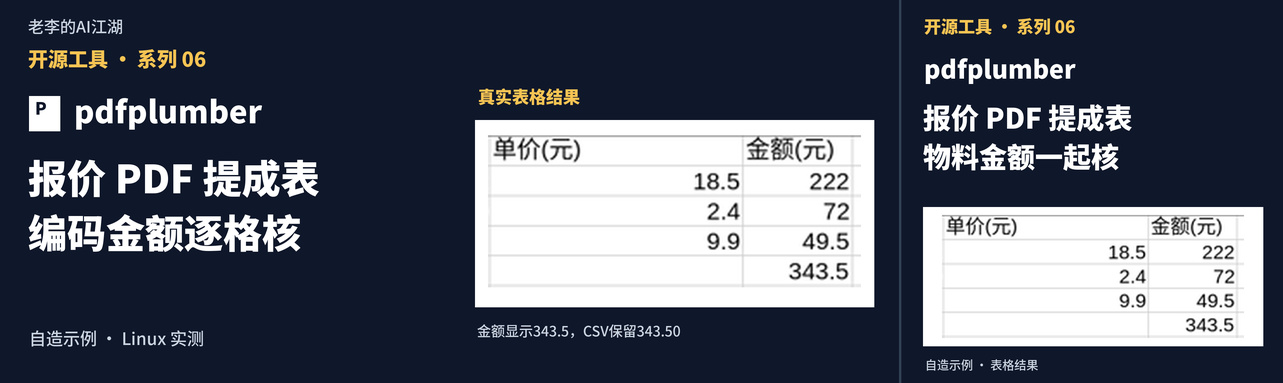 老李的AI江湖
开源工具 · 系列 06
P pdfplumber
报价 PDF 提成表
编码金额逐格核
自造示例 · Linux 实测
真实表格结果
单价(元) 金额(元)
18.5 222
2.4 72
9.9 49.5
343.5
金额显示343.5，CSV保留343.50
开源工具 · 系列 06
pdfplumber
报价 PDF 提成表
物料金额一起核
单价(元) 金额(元)
18.5 222
2.4 72
9.9 49.5
343.5
自造示例 · 表格结果